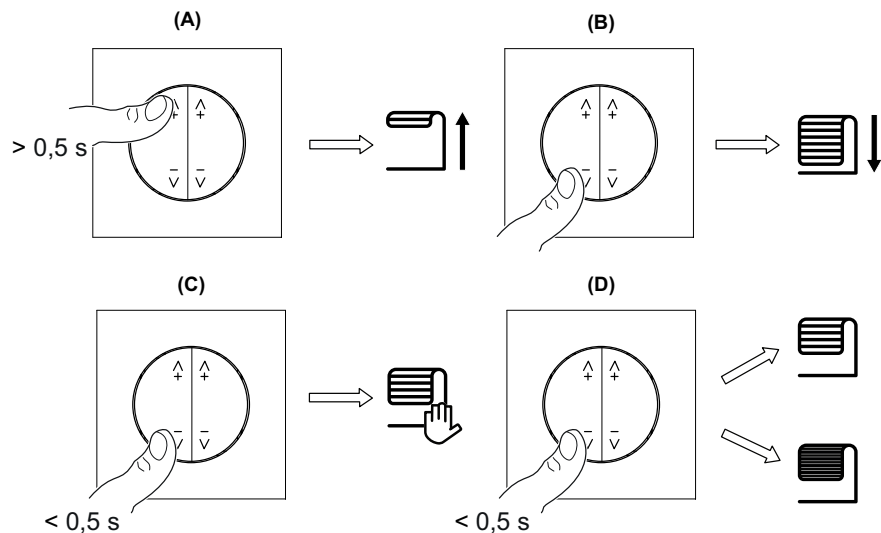 (A)
(B)
> 0,5 s
+ +
− −
+ +
− −
(C)
(D)
+ +
− −
+ +
− −
< 0,5 s
< 0,5 s